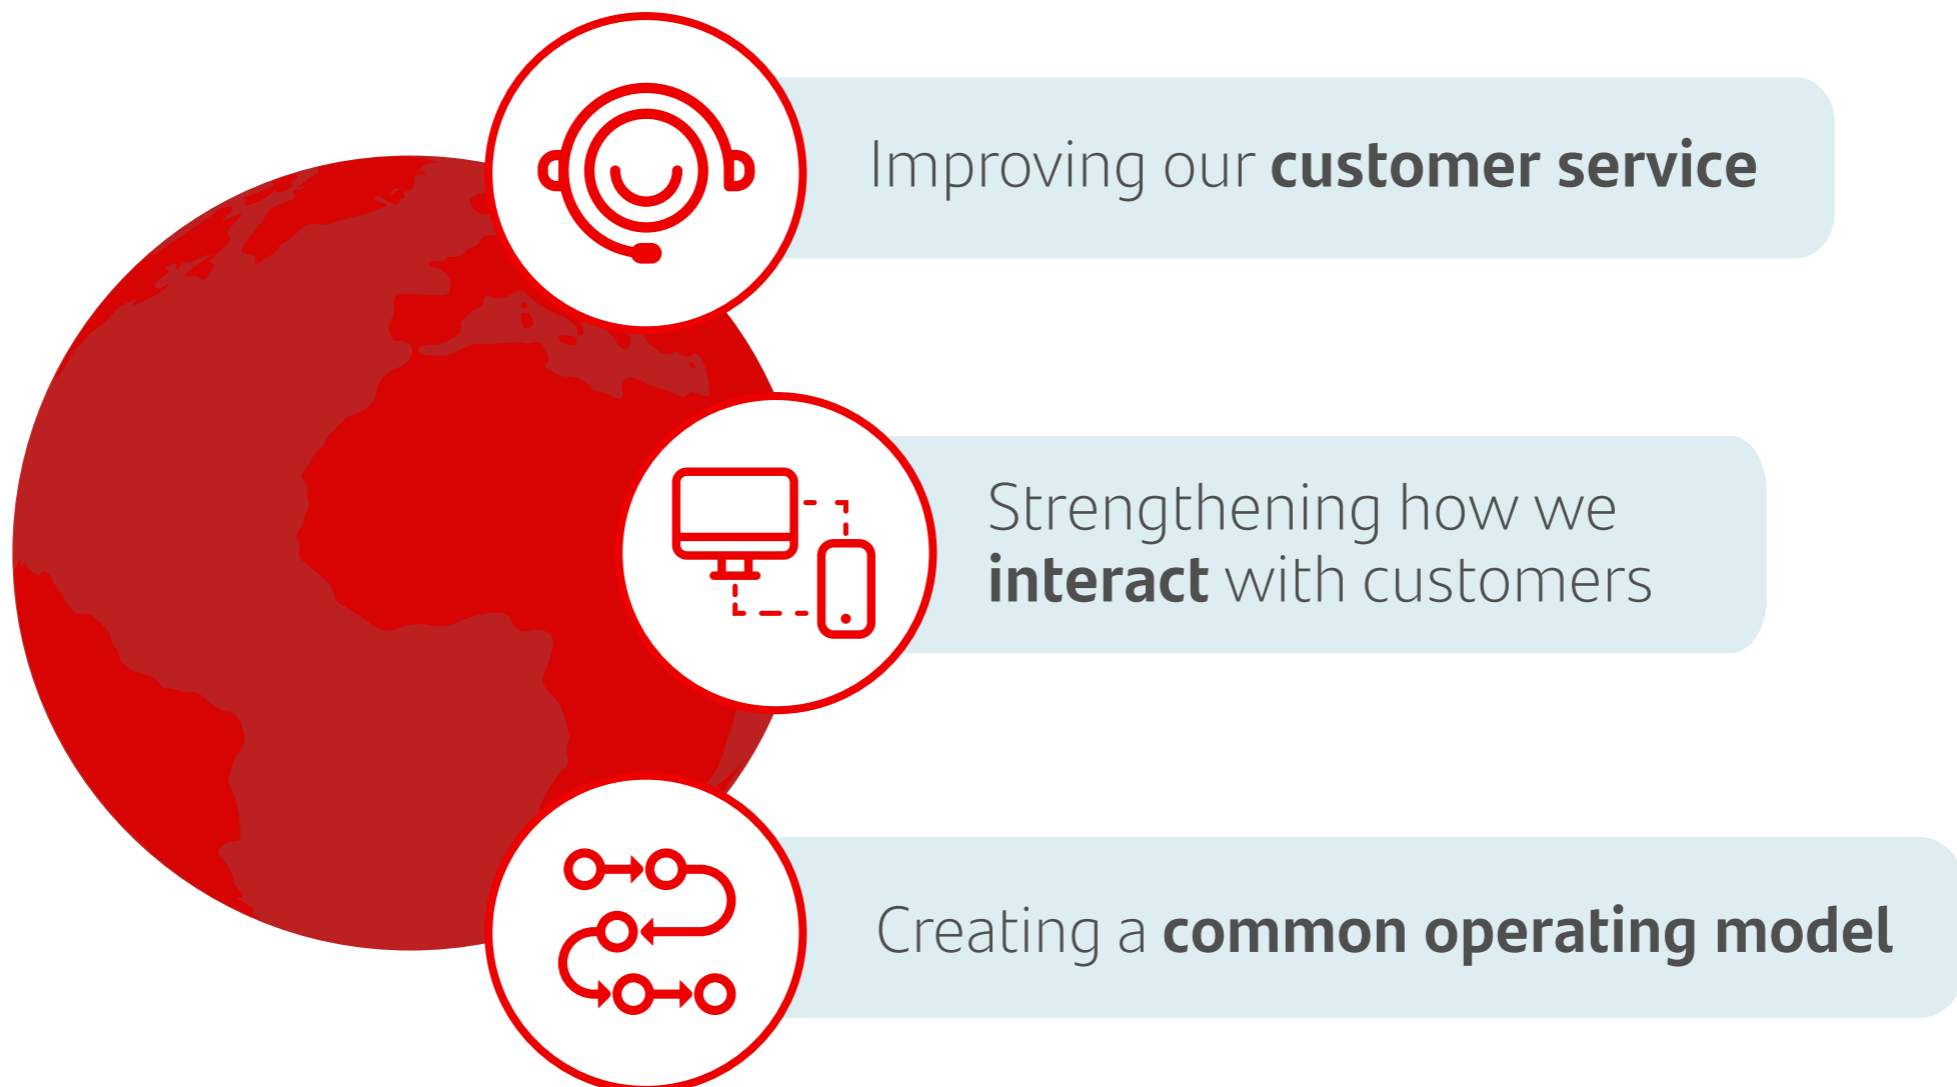 Improving our customer service
Strengthening how we
interact with customers
Creating a common operating model